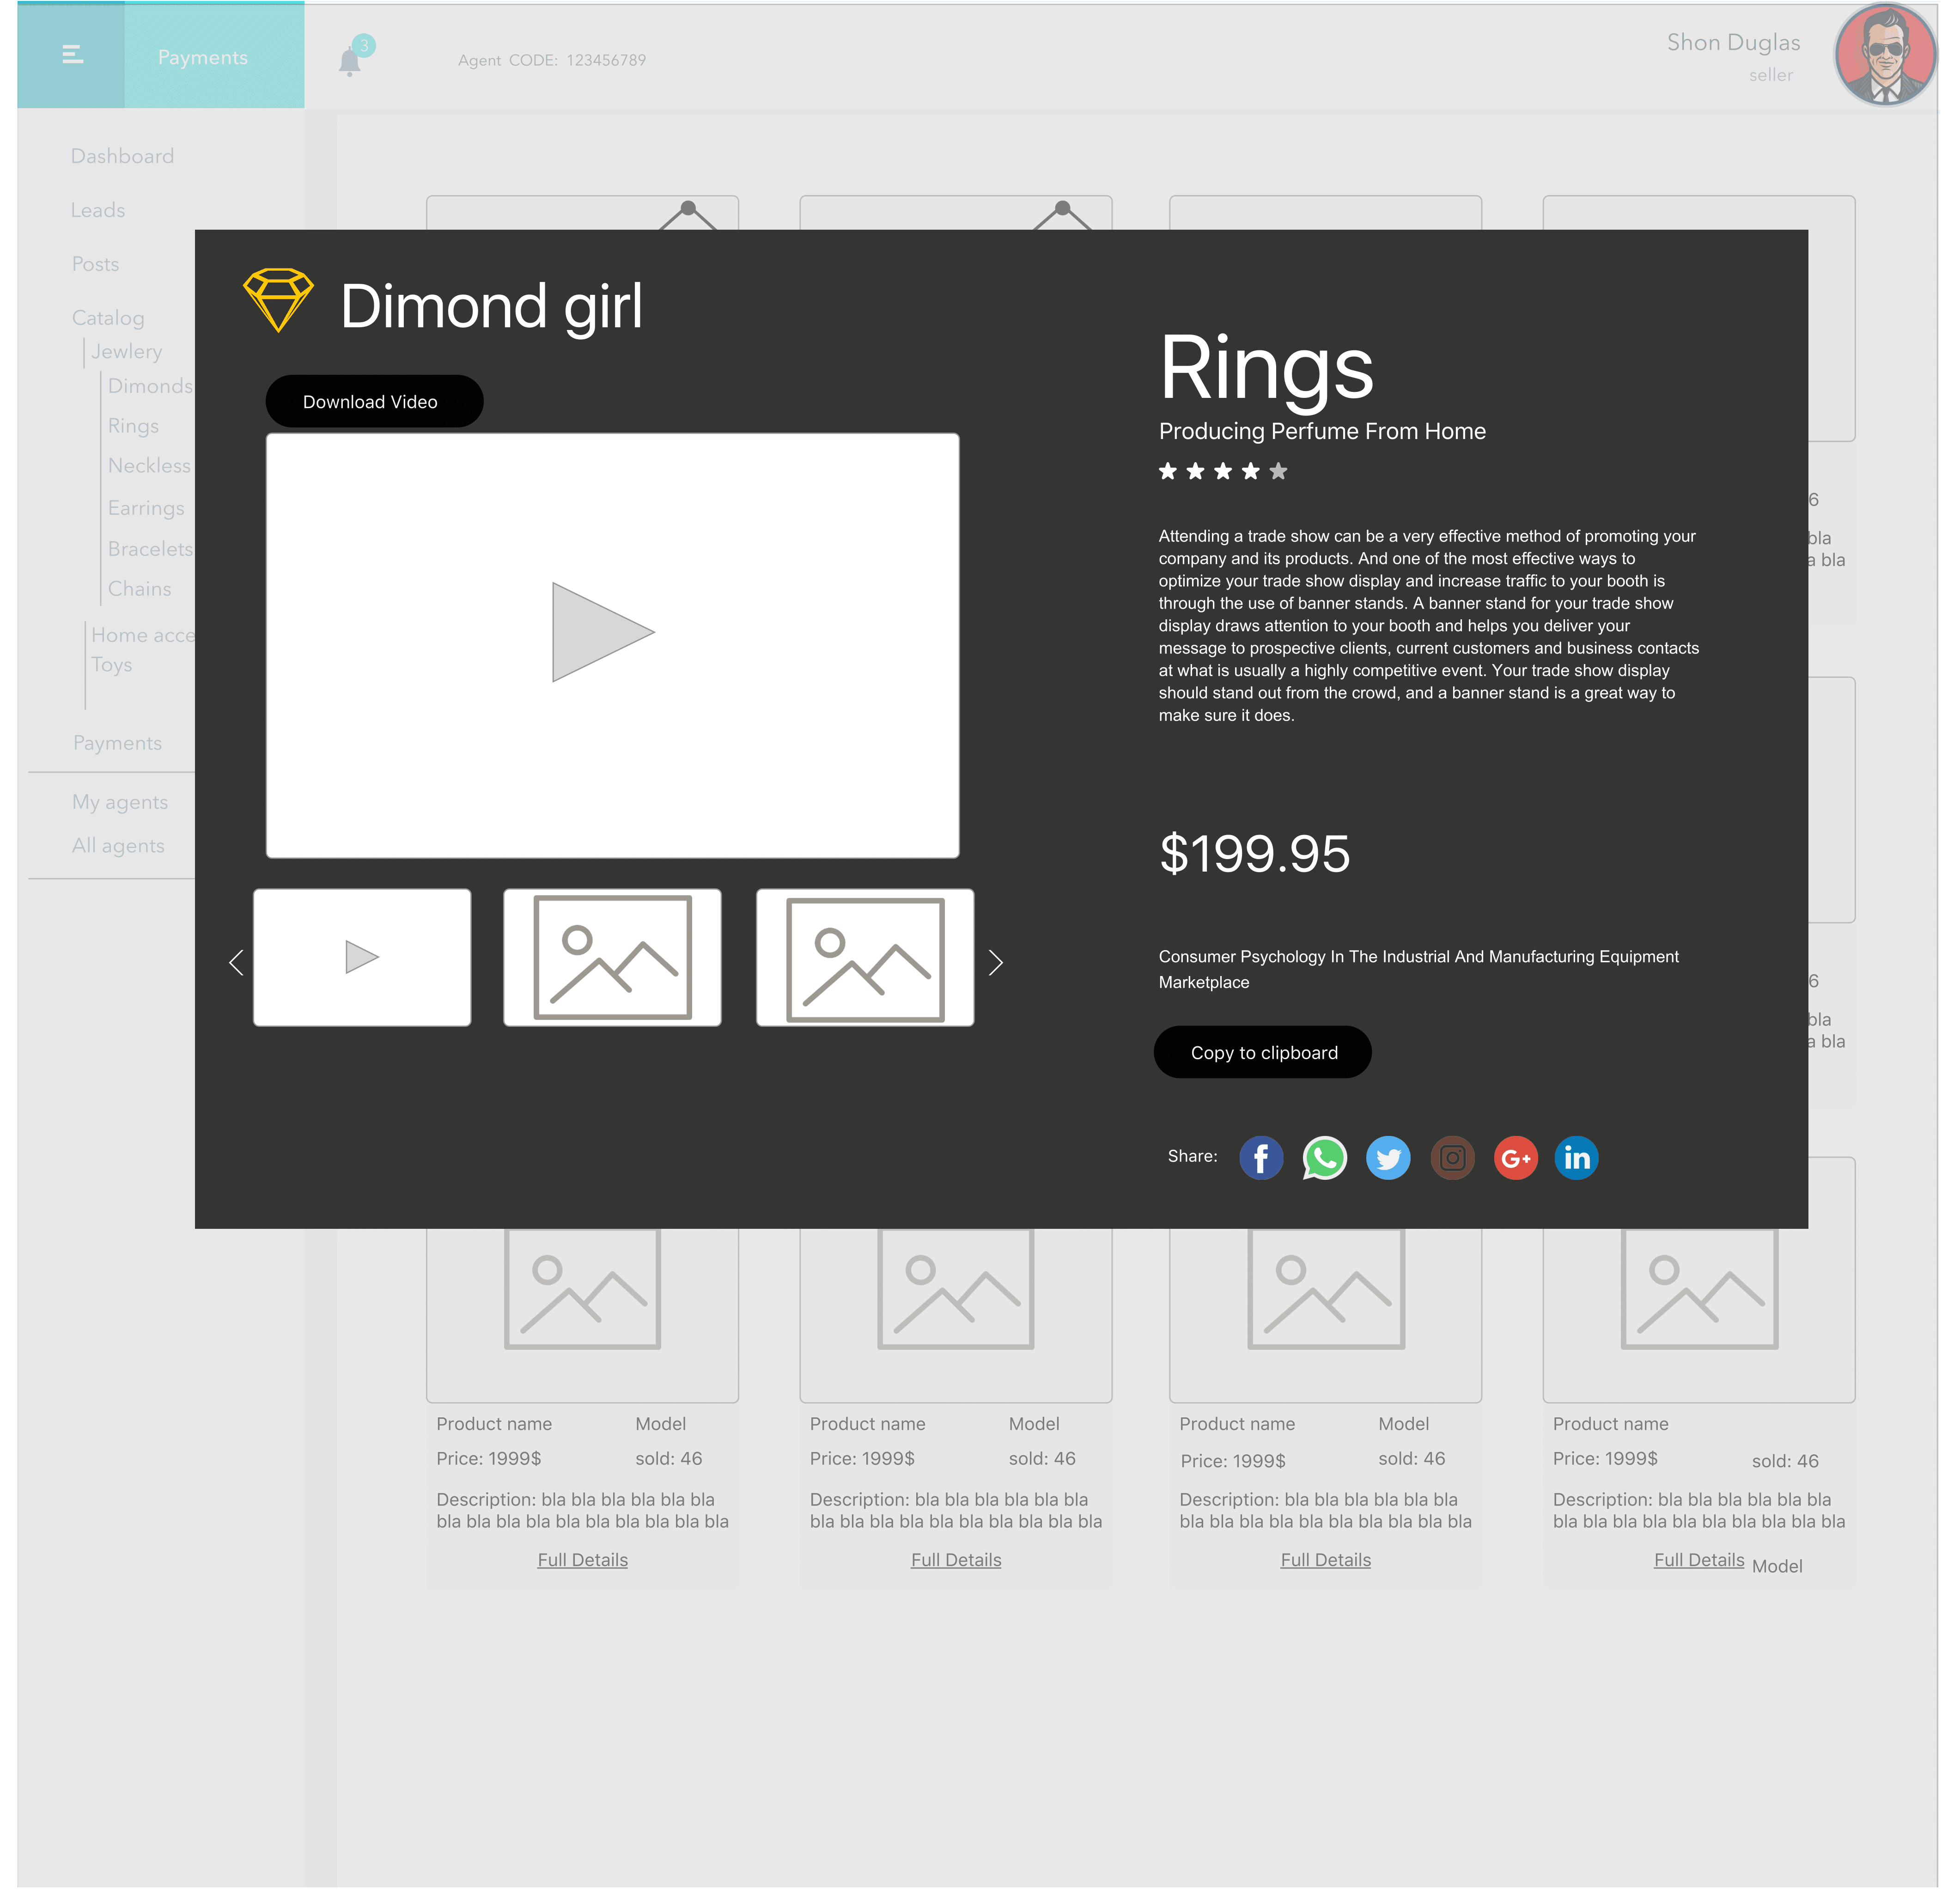 Payments
3
Agent CODE: 123456789
Shon Duglas
seller
Dashboard
Leads
Posts
Catalog
Jewlery
Dimonds
Rings
Neckless
Earrings
Bracelets
Chains
Home acce
Toys
Payments
My agents
All agents
Dimond girl
Download Video
Rings
Producing Perfume From Home
Attending a trade show can be a very effective method of promoting your
company and its products. And one of the most effective ways to
optimize your trade show display and increase traffic to your booth is
through the use of banner stands. A banner stand for your trade show
display draws attention to your booth and helps you deliver your
message to prospective clients, current customers and business contacts
at what is usually a highly competitive event. Your trade show display
should stand out from the crowd, and a banner stand is a great way to
make sure it does.
$199.95
Consumer Psychology In The Industrial And Manufacturing Equipment
Marketplace
Copy to clipboard
Share:
f
G+
in
6
bla
a bla
6
bla
a bla
Product name Model
Price: 1999$ sold: 46
Description: bla bla bla bla bla bla
bla bla bla bla bla bla bla bla bla bla
Full Details
Product name Model
Price: 1999$ sold: 46
Description: bla bla bla bla bla bla
bla bla bla bla bla bla bla bla bla bla
Full Details
Product name Model
Price: 1999$ sold: 46
Description: bla bla bla bla bla bla
bla bla bla bla bla bla bla bla bla bla
Full Details
Product name
Price: 1999$ sold: 46
Description: bla bla bla bla bla bla
bla bla bla bla bla bla bla bla bla bla
Full Details Model